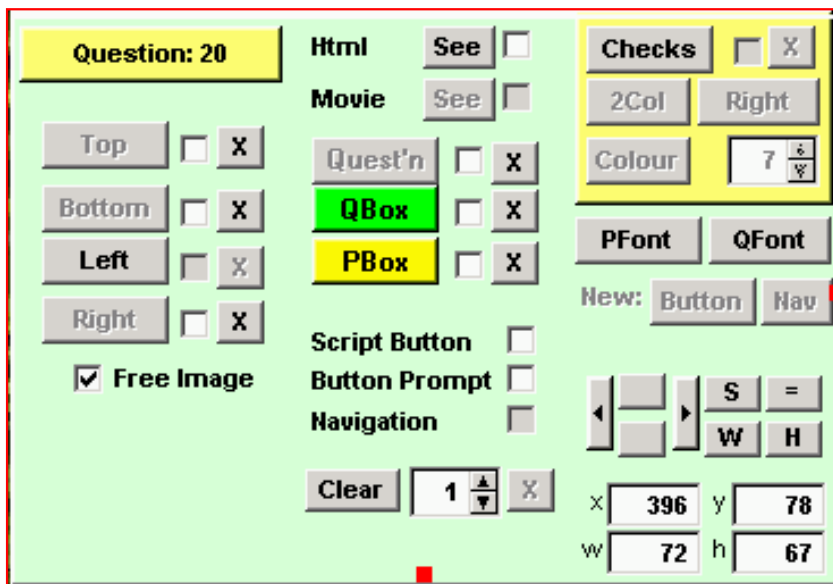 Question: 20
Top X
Bottom X
Left X
Right X
Free Image
Html See
Movie See
Quest'n X
QBox X
PBox X
Script Button
Button Prompt
Navigation
Clear 1 X
Checks X
2Col Right
Colour 7
PFont QFont
New: Button Nav
S =
W H
x 396 y 78
w 72 h 67